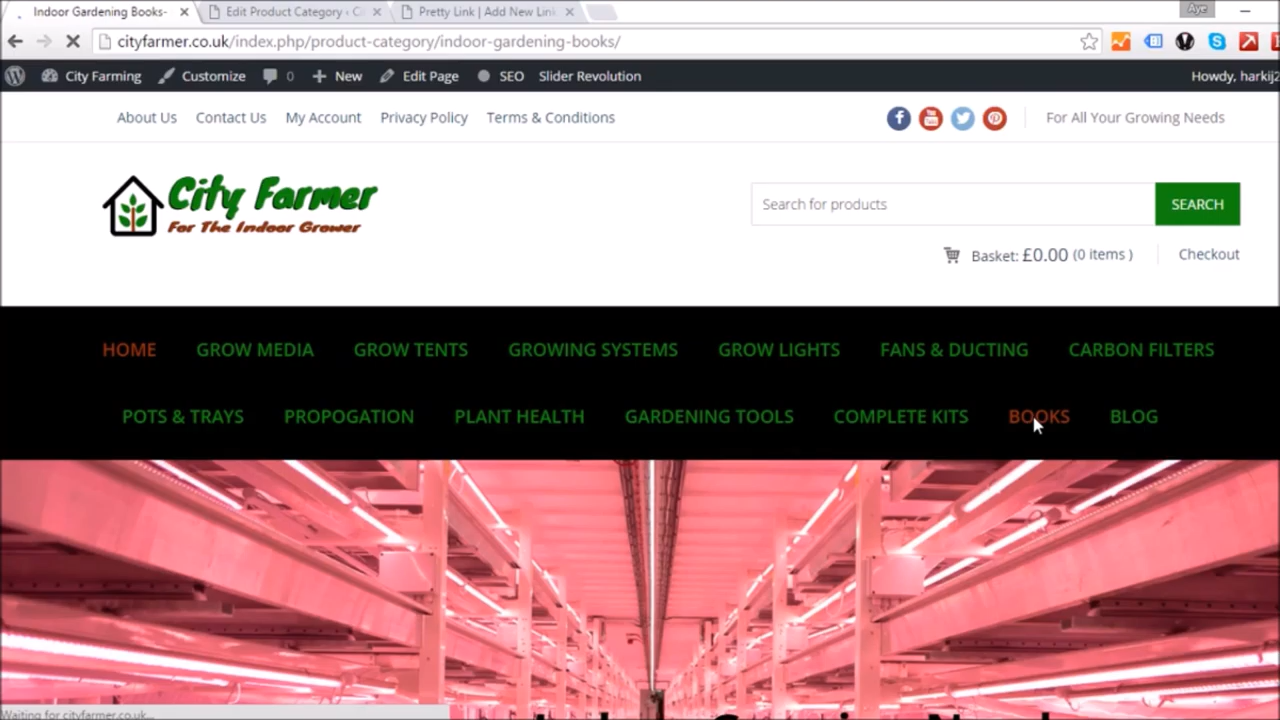 Indoor Gardening Books-
Edit Product Category ‹ Ci
Pretty Link | Add New Link
Aye
cityfarmer.co.uk/index.php/product-category/indoor-gardening-books/
City Farming Customize 0 New Edit Page SEO Slider Revolution Howdy, harkij2
About Us Contact Us My Account Privacy Policy Terms & Conditions For All Your Growing Needs
City Farmer
For The Indoor Grower
Search for products SEARCH
Basket: £0.00 (0 items ) Checkout
HOME GROW MEDIA GROW TENTS GROWING SYSTEMS GROW LIGHTS FANS & DUCTING CARBON FILTERS
POTS & TRAYS PROPOGATION PLANT HEALTH GARDENING TOOLS COMPLETE KITS BOOKS BLOG
Waiting for cityfarmer.co.uk...